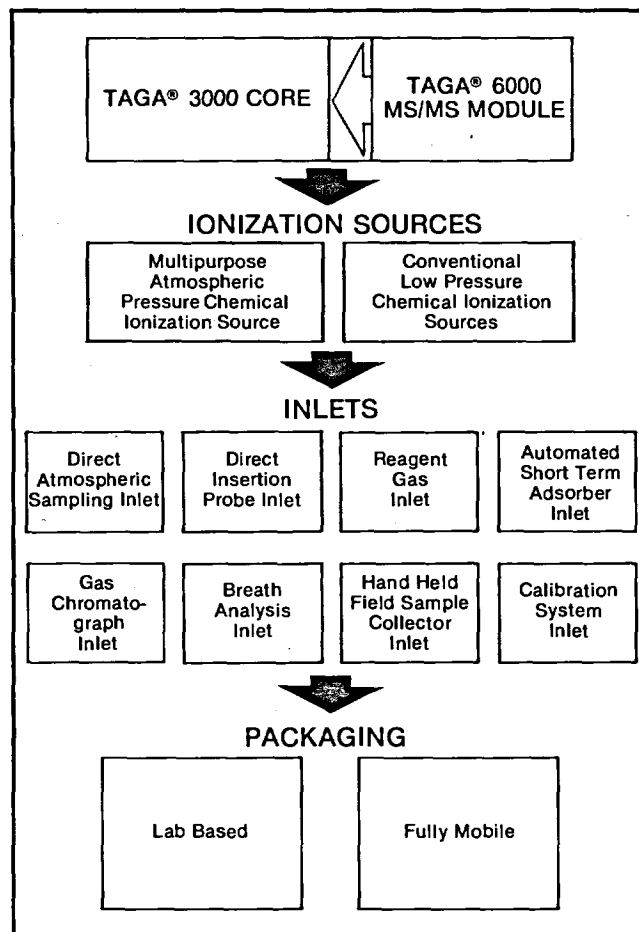 TAGA® 3000 CORE
TAGA® 6000
MS/MS MODULE
IONIZATION SOURCES
Multipurpose
Atmospheric
Pressure Chemical
Ionization Source
Conventional
Low Pressure
Chemical Ionization
Sources
INLETS
Direct
Atmospheric
Sampling Inlet
Direct
Insertion
Probe Inlet
Reagent
Gas
Inlet
Automated
Short Term
Adsorber
Inlet
Gas
Chromato-
graph
Inlet
Breath
Analysis
Inlet
Hand Held
Field Sample
Collector
Inlet
Calibration
System
Inlet
PACKAGING
Lab Based
Fully Mobile